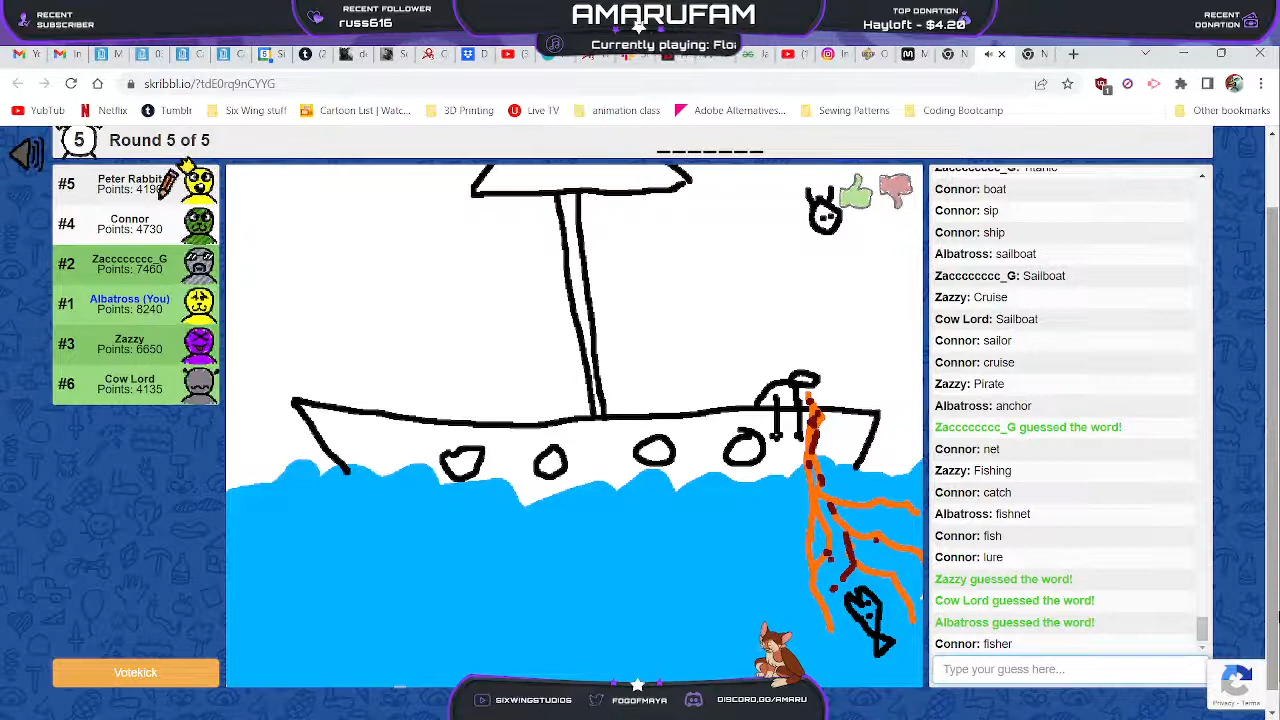 RECENT
SUBSCRIBER
RECENT FOLLOWER
russ616
AMARUFAM
TOP DONATION
Hayloft - $4.20
RECENT
DONATION
Currently playing: Flo
skribbl.io/?tdE0rq9nCYYG
YubTub
Netflix
Tumblr
Six Wing stuff
Cartoon List | Watc...
3D Printing
Live TV
animation class
Adobe Alternatives...
Sewing Patterns
Coding Bootcamp
Other bookmarks
5
Round 5 of 5
_ _ _ _ _ _ _
#5
Peter Rabbit
Points: 4190
#4
Connor
Points: 4730
#2
Zacccccccc_G
Points: 7460
#1
Albatross (You)
Points: 8240
#3
Zazzy
Points: 6650
#6
Cow Lord
Points: 4135
Votekick
Zacccccccc_G: Titanic
Connor: boat
Connor: sip
Connor: ship
Albatross: sailboat
Zacccccccc_G: Sailboat
Zazzy: Cruise
Cow Lord: Sailboat
Connor: sailor
Connor: cruise
Zazzy: Pirate
Albatross: anchor
Zacccccccc_G guessed the word!
Connor: net
Zazzy: Fishing
Connor: catch
Albatross: fishnet
Connor: fish
Connor: lure
Zazzy guessed the word!
Cow Lord guessed the word!
Albatross guessed the word!
Connor: fisher
Type your guess here...
Privacy - Terms
SIXWINGSTUDIOS
FOGOFMAYA
DISCORD.GG/AMARU